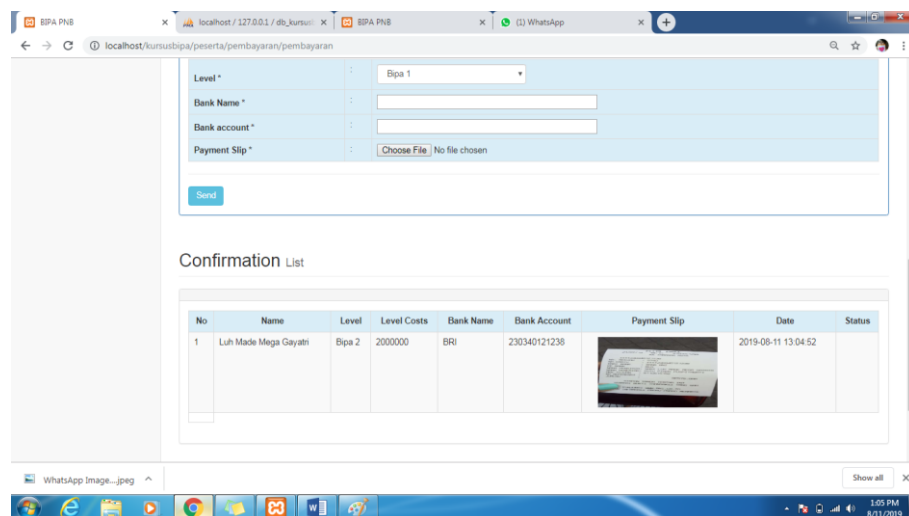 BIPA PNB
localhost / 127.0.0.1 / db_kursusb
BIPA PNB
(1) WhatsApp
localhost/kursusbipa/peserta/pembayaran/pembayaran
Level * : Bipa 1
Bank Name * :
Bank account * :
Payment Slip * : Choose File No file chosen
Send
Confirmation List
No Name Level Level Costs Bank Name Bank Account Payment Slip Date Status
1 Luh Made Mega Gayatri Bipa 2 2000000 BRI 230340121238 2019-08-11 13:04:52
WhatsApp Image....jpeg
Show all
1:05 PM
8/11/2019